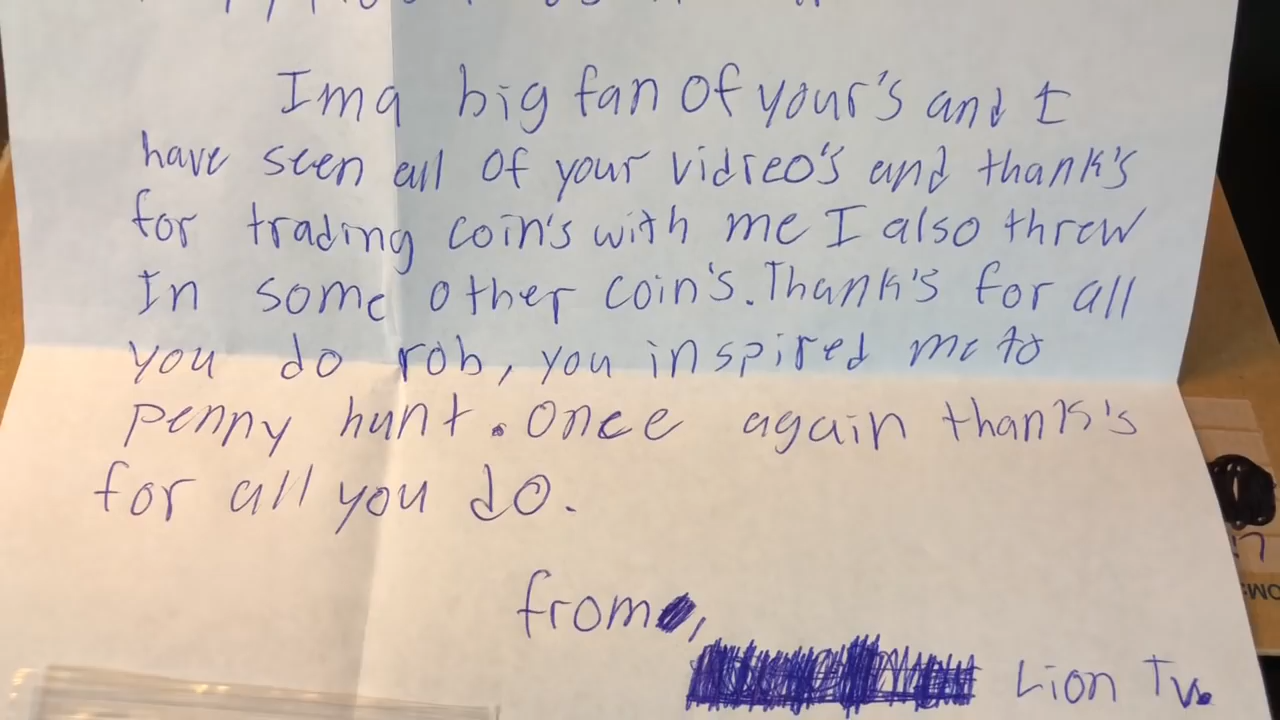 Ima big fan of your's and I
have seen all of your vidreo's and thank's
for trading coin's with me I also threw
In some other coin's. Thank's for all
you do rob, you inspired me to
penny hunt. Once again thank's
for all you do.
from,
Lion Tv.